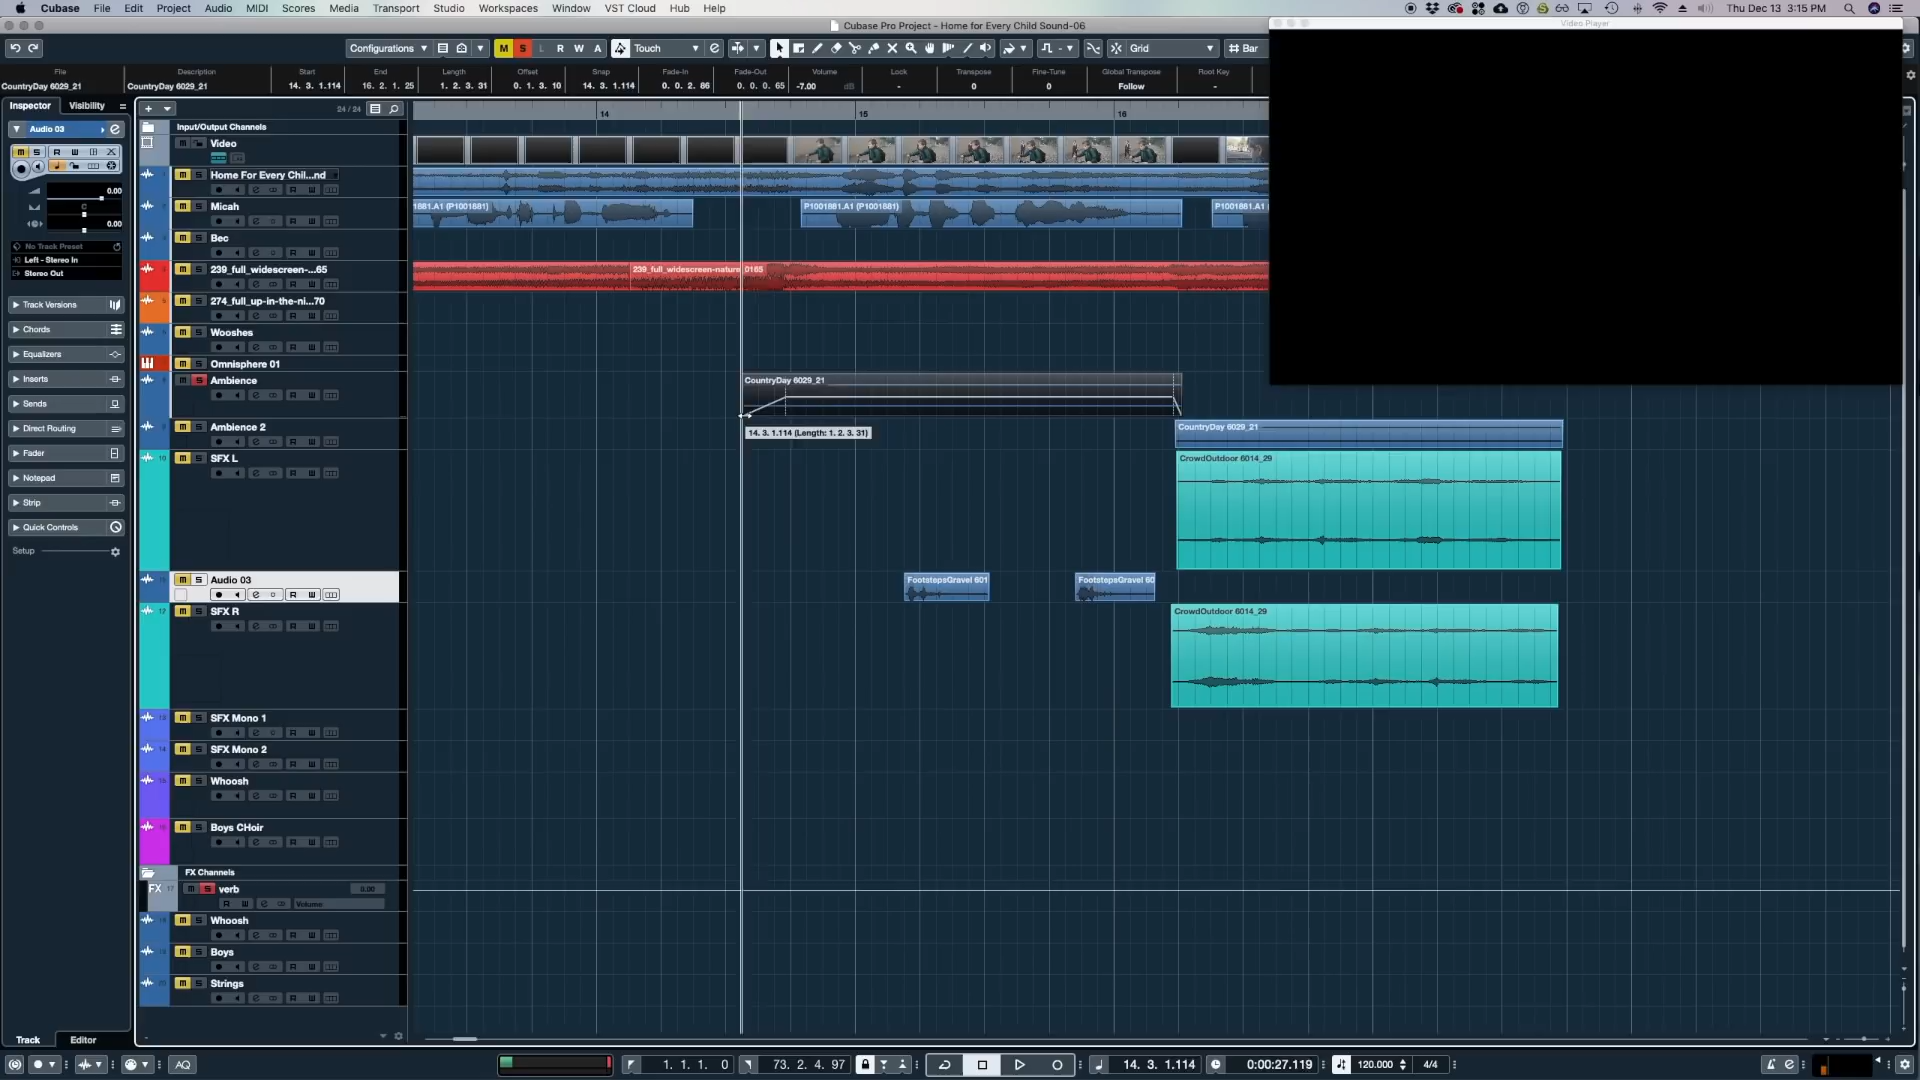 Cubase File Edit Project Audio MIDI Scores Media Transport Studio Workspaces Window VST Cloud Hub Help
Thu Dec 13 3:15 PM
Cubase Pro Project - Home for Every Child Sound-06
Video Player
Configurations
M S L R W A
Touch
Grid
Bar
File Description Start End Length Offset Snap Fade-In Fade-Out Volume Lock Transpose Fine-Tune Global Transpose Root Key
CountryDay 6029_21 CountryDay 6029_21 14. 3. 1.114 16. 2. 1. 25 1. 2. 3. 31 0. 1. 3. 10 14. 3. 1.114 0. 0. 2. 86 0. 0. 0. 65 -7.00 dB - 0 0 Follow -
Inspector Visibility
24 / 24
14 15 16
Audio 03
0.00
C
0.00
No Track Preset
Left - Stereo In
Stereo Out
Track Versions
Chords
Equalizers
Inserts
Sends
Direct Routing
Fader
Notepad
Strip
Quick Controls
Setup
Input/Output Channels
Video
Home For Every Chil...nd
Micah
1881.A1 (P1001881)
P1001881.A1 (P1001881)
P1001881.A1
Bec
239_full_widescreen-...65
239_full_widescreen-nature_0165
274_full_up-in-the-ni...70
Wooshes
Omnisphere 01
Ambience
CountryDay 6029_21
14. 3. 1.114 (Length: 1. 2. 3. 31)
Ambience 2
CountryDay 6029_21
SFX L
CrowdOutdoor 6014_29
Audio 03
FootstepsGravel 601
FootstepsGravel 60
SFX R
CrowdOutdoor 6014_29
SFX Mono 1
SFX Mono 2
Whoosh
Boys CHoir
FX Channels
FX 17 verb 0.00
Volume
Whoosh
Boys
Strings
Track Editor
AQ
1. 1. 1. 0
73. 2. 4. 97
14. 3. 1.114
0:00:27.119
120.000
4/4